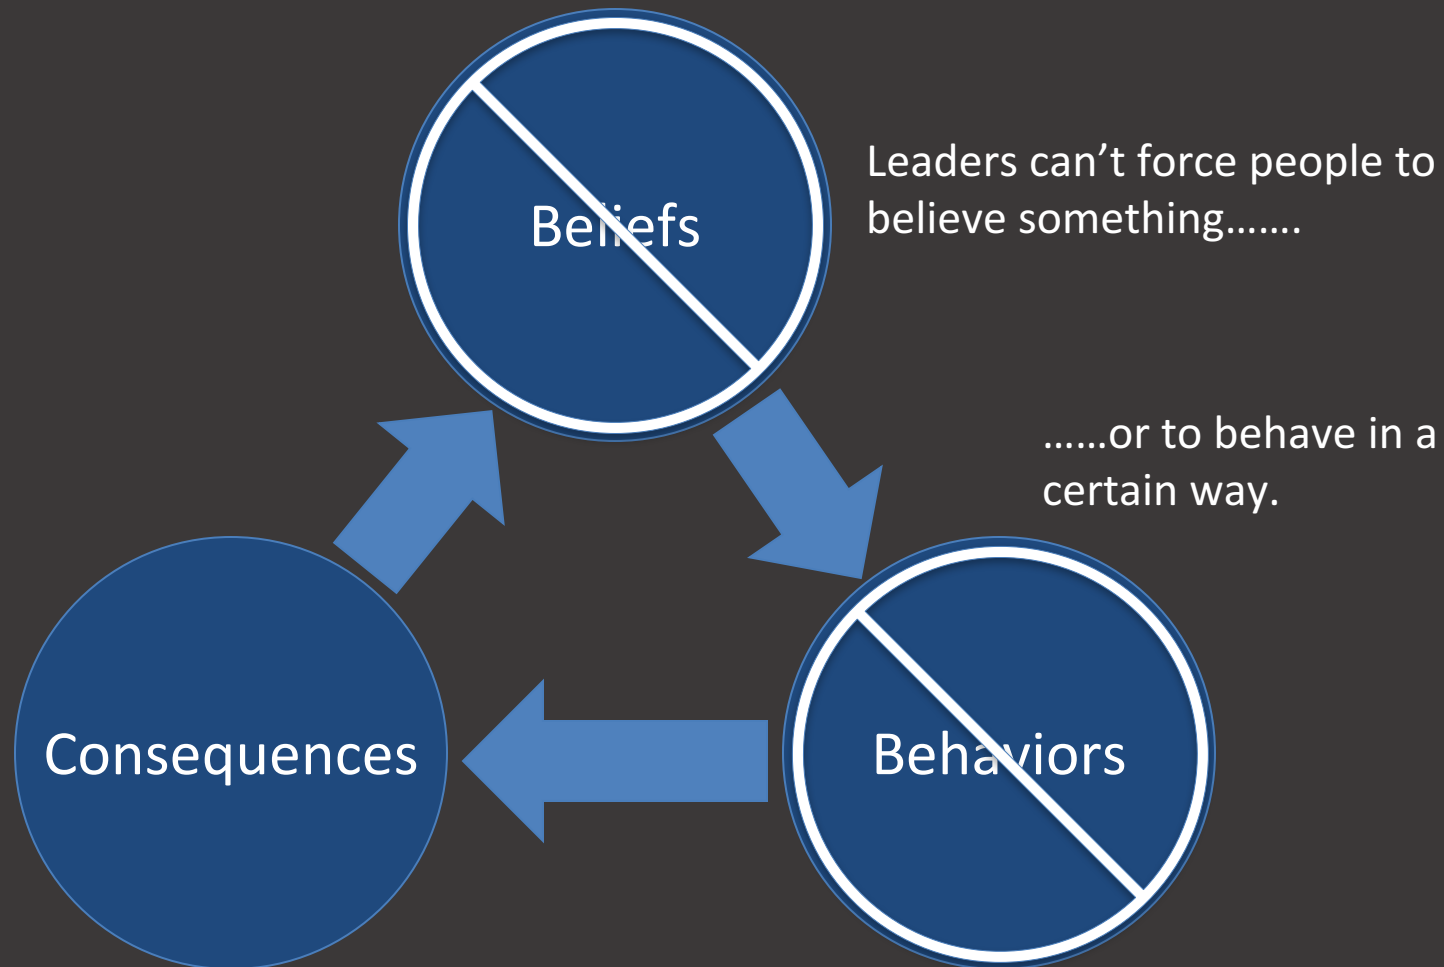 Beliefs
Leaders can’t force people to
believe something.......
......or to behave in a
certain way.
Consequences
Behaviors